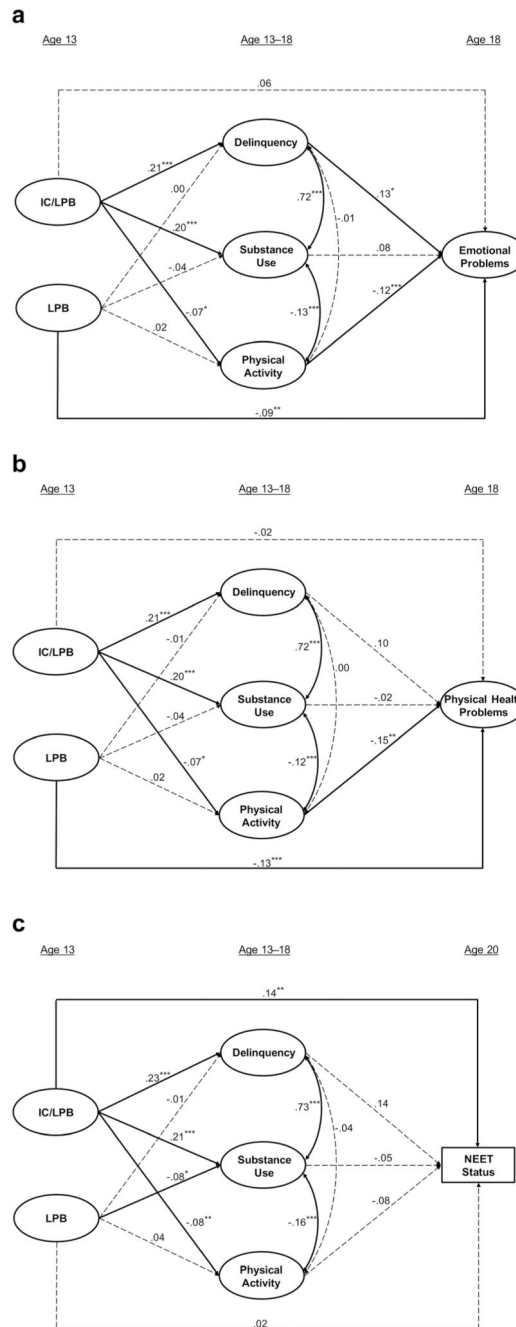 a
Age 13 Age 13–18 Age 18
.06
Delinquency
.21***
.00
.72***
-.01
.13*
IC/LPB
.20***
-.04
Substance
Use
.08
Emotional
Problems
LPB
-.07*
-.13***
-.12***
.02
Physical
Activity
-.09**
b
Age 13 Age 13–18 Age 18
-.02
Delinquency
.21***
-.01
.72***
.00
.10
IC/LPB
.20***
-.04
Substance
Use
-.02
Physical Health
Problems
LPB
-.07*
-.12***
-.15**
.02
Physical
Activity
-.13***
c
Age 13 Age 13–18 Age 20
.14**
Delinquency
.23***
-.01
.73***
-.04
.14
IC/LPB
.21***
-.08*
Substance
Use
-.05
NEET
Status
LPB
-.08**
-.16***
-.08
.04
Physical
Activity
.02